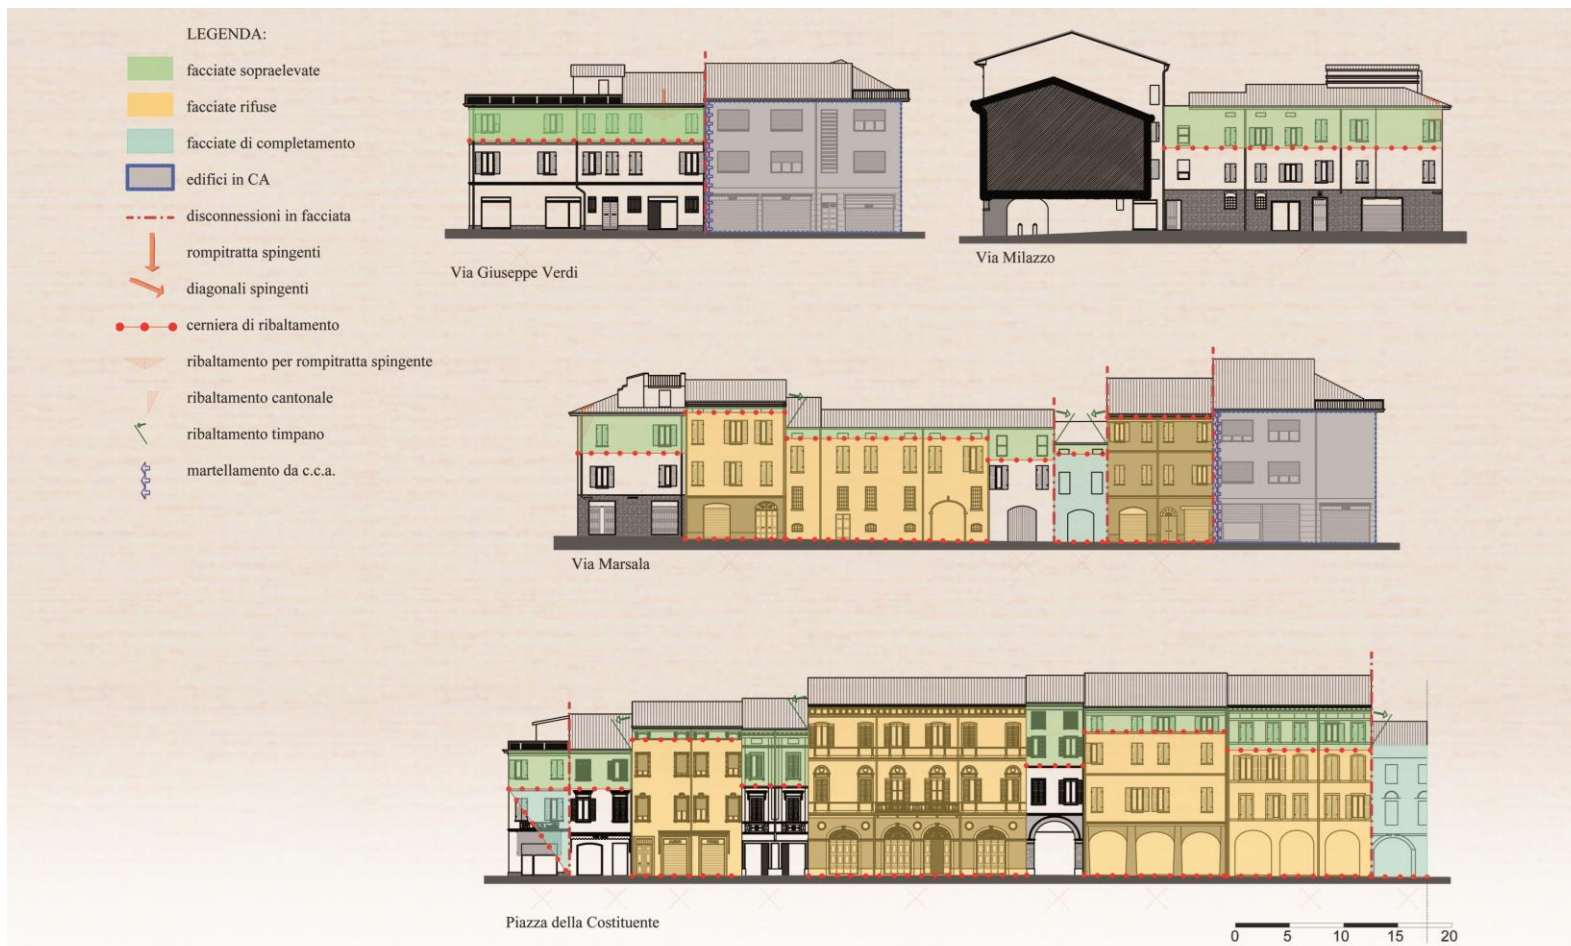 LEGENDA:
facciate sopraelevate
facciate rifuse
facciate di completamento
edifici in CA
disconnessioni in facciata
rompitratta spingenti
diagonali spingenti
cerniera di ribaltamento
ribaltamento per rompitratta spingente
ribaltamento cantonale
ribaltamento timpano
martellamento da c.c.a.
Via Giuseppe Verdi
Via Milazzo
Via Marsala
Piazza della Costituente
0 5 10 15 20